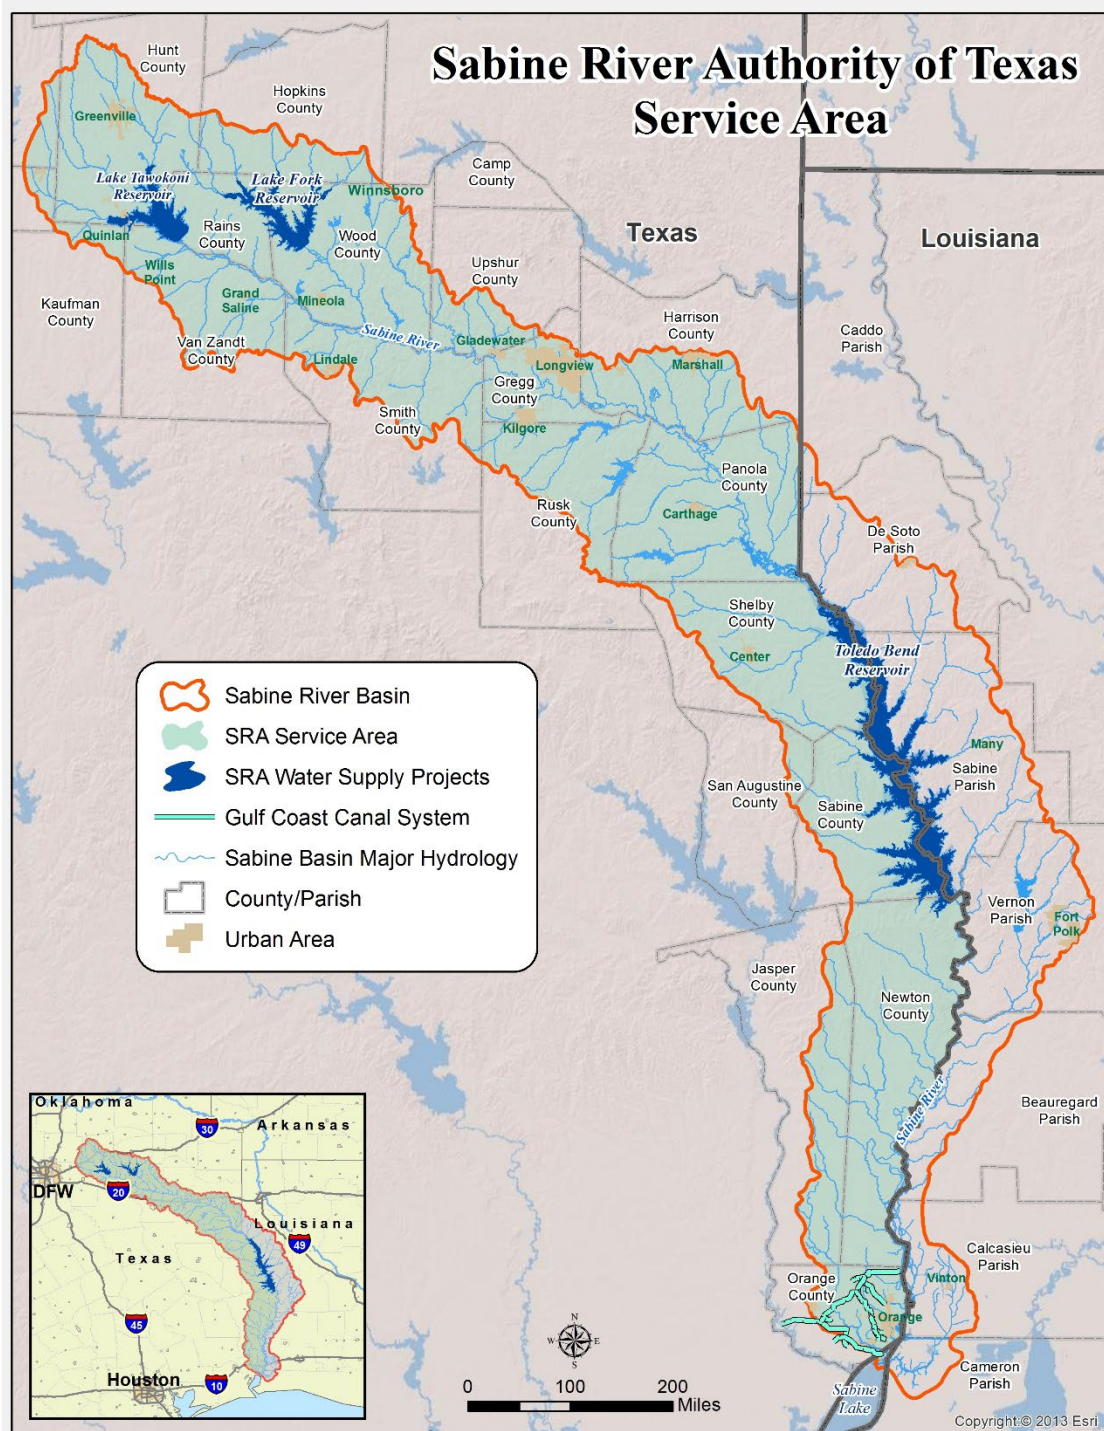 Sabine River Authority of Texas
Service Area
Hunt
County
Hopkins
County
Greenville
Camp
County
Lake Tawokoni
Reservoir
Lake Fork
Reservoir
Winnsboro
Texas
Louisiana
Quinlan
Rains
County
Wood
County
Wills
Point
Upshur
County
Kaufman
County
Grand
Saline
Mineola
Sabine River
Harrison
County
Caddo
Parish
Van Zandt
County
Lindale
Gladewater
Longview
Marshall
Gregg
County
Smith
County
Kilgore
Panola
County
Rusk
County
Carthage
De Soto
Parish
Shelby
County
Center
Toledo Bend
Reservoir
Many
Sabine
Parish
San Augustine
County
Sabine
County
Vernon
Parish
Fort
Polk
Jasper
County
Newton
County
Sabine River
Beauregard
Parish
Calcasieu
Parish
Orange
County
Vinton
Orange
Cameron
Parish
Sabine
Lake
Sabine River Basin
SRA Service Area
SRA Water Supply Projects
Gulf Coast Canal System
Sabine Basin Major Hydrology
County/Parish
Urban Area
Oklahoma
30
Arkansas
DFW
20
Louisiana
49
Texas
45
Houston
10
N
W E
S
0 100 200
Miles
Copyright:© 2013 Esri